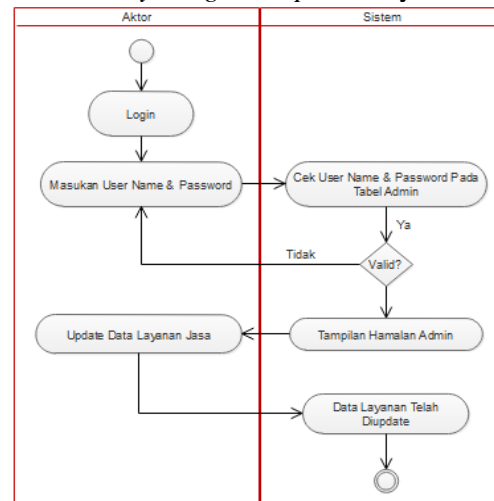 Aktor
Sistem
Login
Masukan User Name & Password
Cek User Name & Password Pada
Tabel Admin
Ya
Tidak
Valid?
Update Data Layanan Jasa
Tampilan Hamalan Admin
Data Layanan Telah
Diupdate